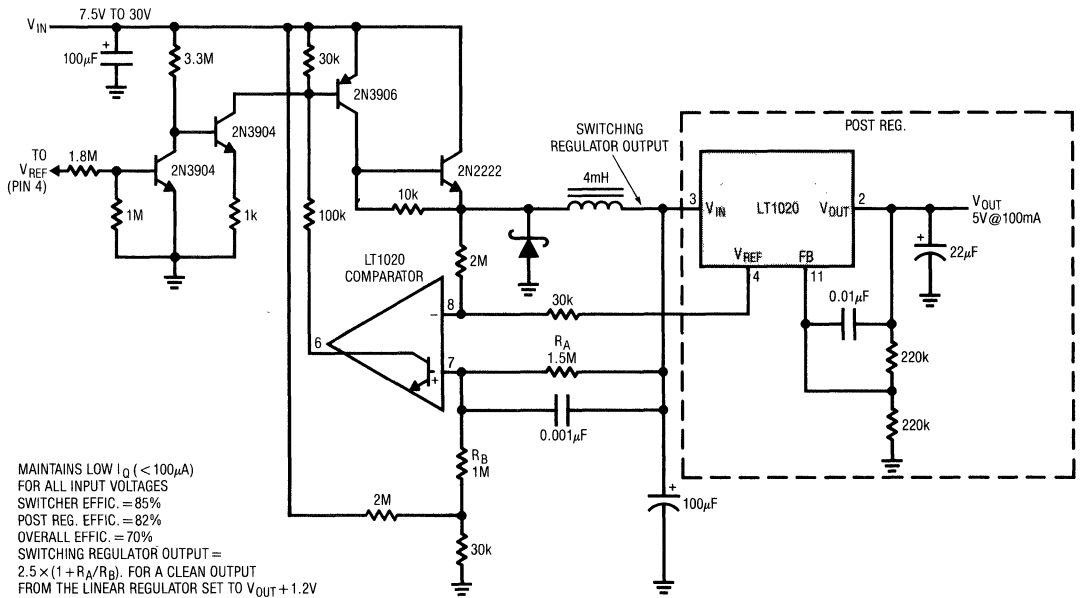 7.5V TO 30V
VIN
+
100µF
3.3M
30k
2N3906
2N3904
TO
VREF
(PIN 4)
1.8M
2N3904
1M
1k
100k
10k
2N2222
SWITCHING
REGULATOR OUTPUT
4mH
POST REG.
3
VIN
LT1020
VOUT
2
VREF
FB
4
11
VOUT
5V@100mA
+
22µF
0.01µF
220k
220k
LT1020
COMPARATOR
2M
8
−
30k
6
RA
1.5M
7
+
0.001µF
RB
1M
2M
30k
+
100µF
MAINTAINS LOW IQ (<100µA)
FOR ALL INPUT VOLTAGES
SWITCHER EFFIC. = 85%
POST REG. EFFIC. = 82%
OVERALL EFFIC. = 70%
SWITCHING REGULATOR OUTPUT =
2.5 × (1 + RA/RB). FOR A CLEAN OUTPUT
FROM THE LINEAR REGULATOR SET TO VOUT + 1.2V